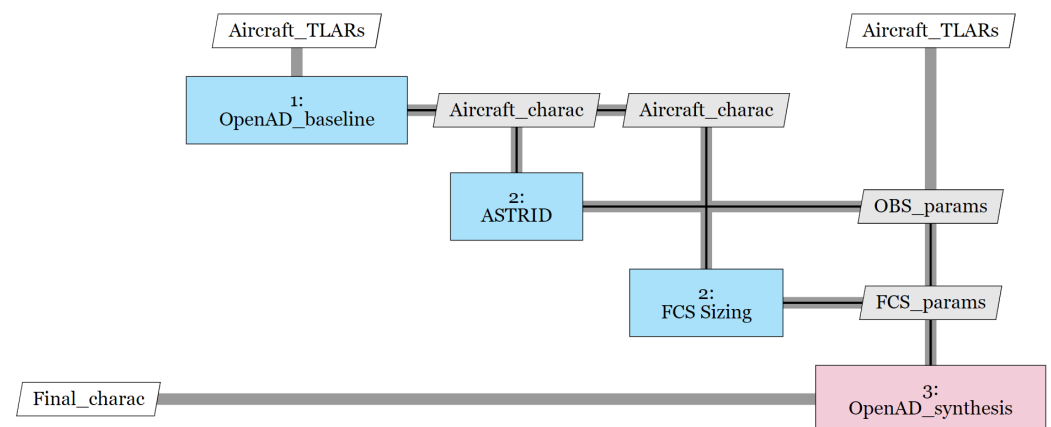 Aircraft_TLARs
Aircraft_TLARs
1:
OpenAD_baseline
Aircraft_charac
Aircraft_charac
2:
ASTRID
OBS_params
2:
FCS Sizing
FCS_params
Final_charac
3:
OpenAD_synthesis